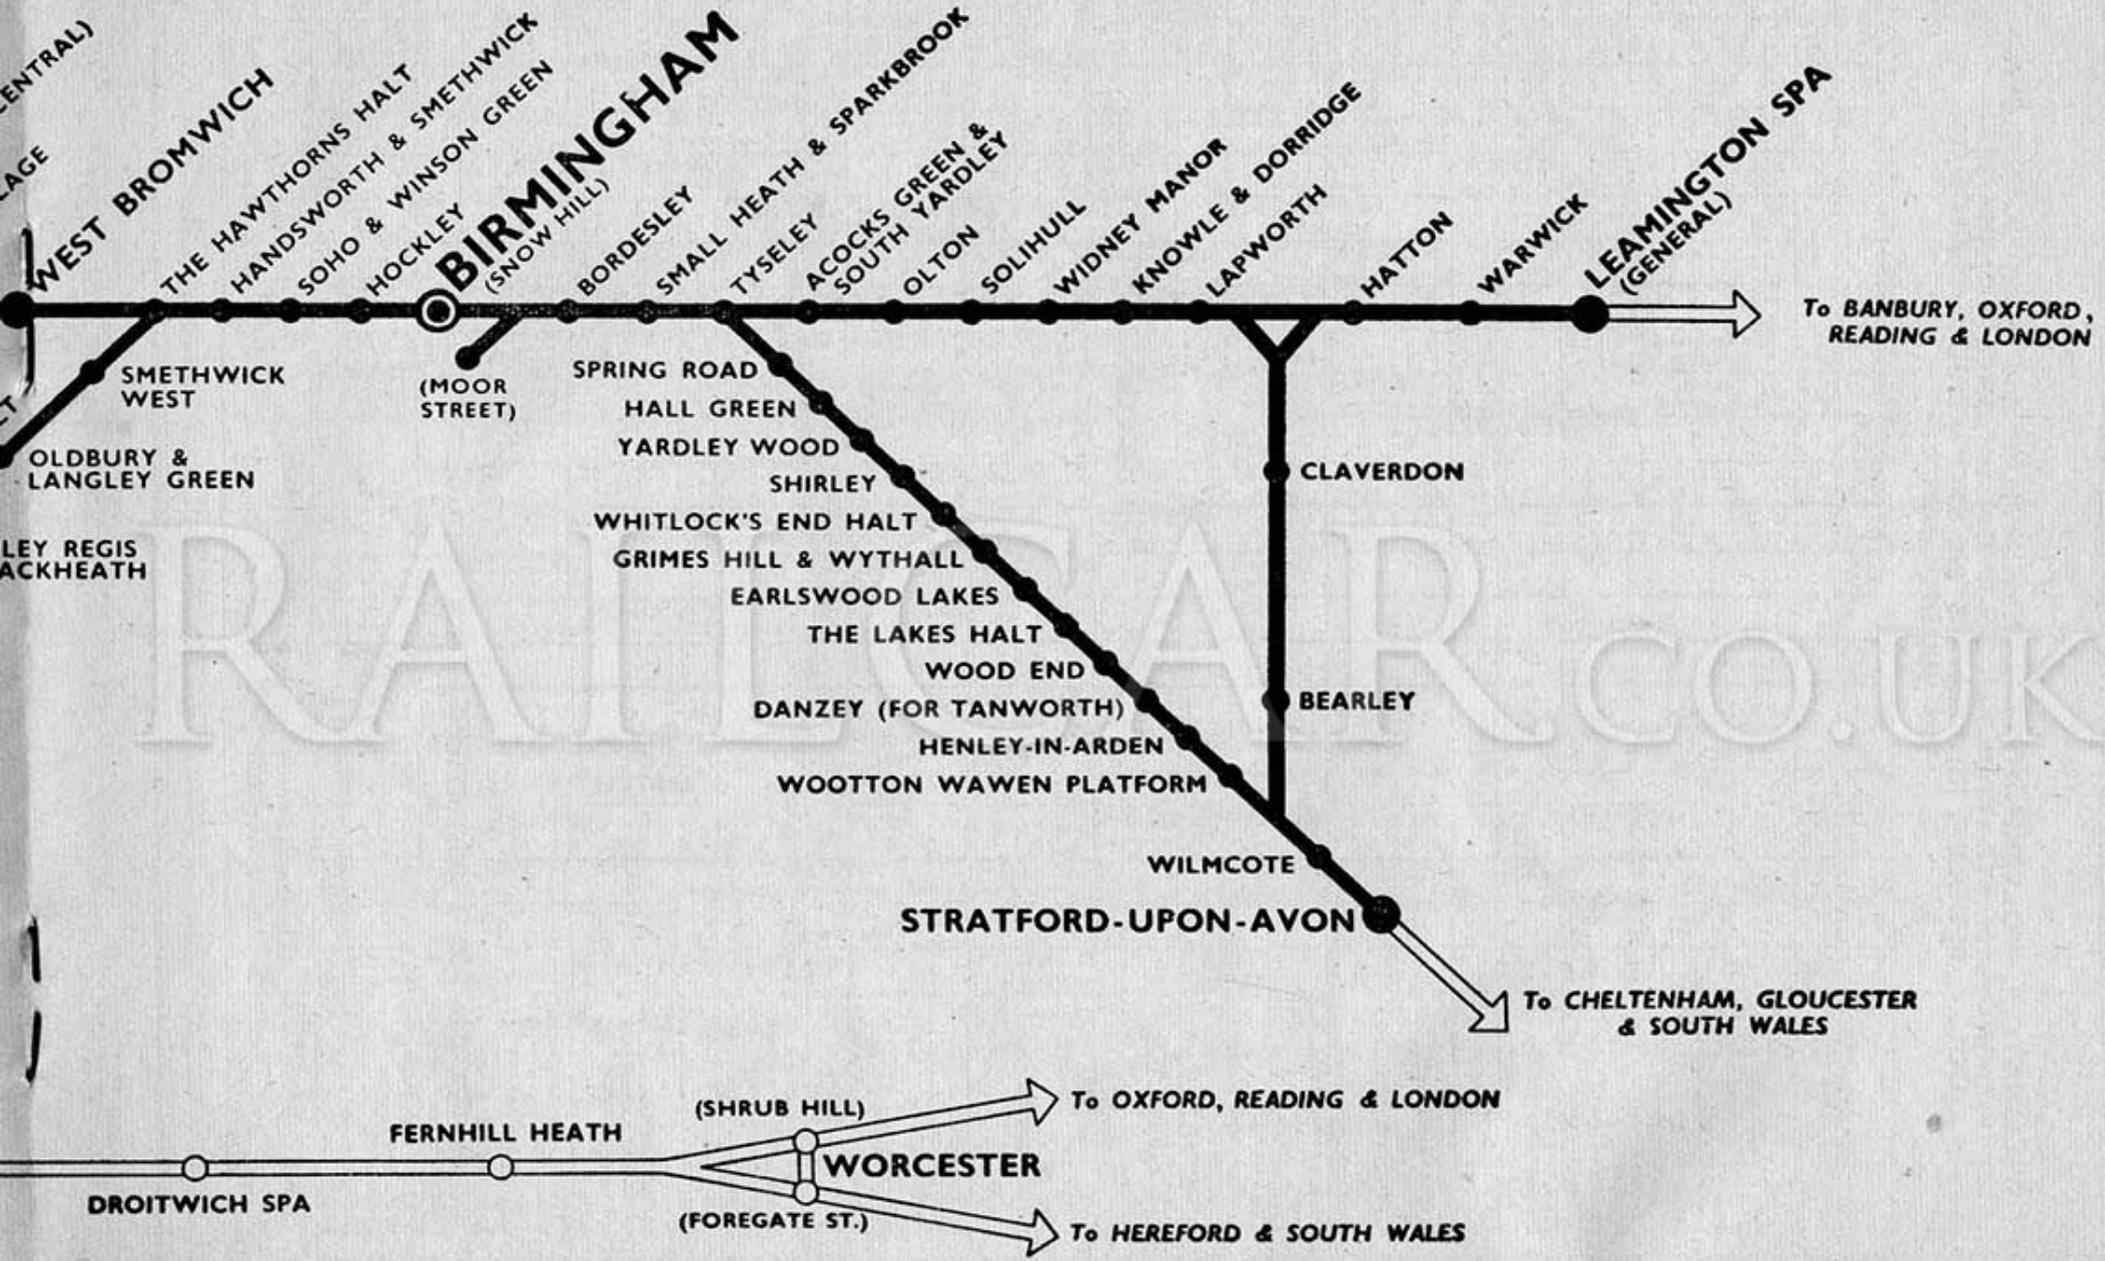 WEST BROMWICH
THE HAWTHORNS HALT
HANDSWORTH & SMETHWICK
SOHO & WINSON GREEN
HOCKLEY
BIRMINGHAM
(SNOW HILL)
BORDESLEY
SMALL HEATH & SPARKBROOK
TYSELEY
ACOCKS GREEN &
SOUTH YARDLEY
OLTON
SOLIHULL
WIDNEY MANOR
KNOWLE & DORRIDGE
LAPWORTH
HATTON
WARWICK
LEAMINGTON SPA
(GENERAL)
To BANBURY, OXFORD,
READING & LONDON
SMETHWICK
WEST
(MOOR
STREET)
OLDBURY &
LANGLEY GREEN
LEY REGIS
ACKHEATH
SPRING ROAD
HALL GREEN
YARDLEY WOOD
SHIRLEY
WHITLOCK'S END HALT
GRIMES HILL & WYTHALL
EARLSWOOD LAKES
THE LAKES HALT
WOOD END
DANZEY (FOR TANWORTH)
HENLEY-IN-ARDEN
WOOTTON WAWEN PLATFORM
CLAVERDON
BEARLEY
WILMCOTE
STRATFORD-UPON-AVON
To CHELTENHAM, GLOUCESTER
& SOUTH WALES
RAILCAR.CO.UK
(SHRUB HILL)
To OXFORD, READING & LONDON
FERNHILL HEATH
WORCESTER
DROITWICH SPA
(FOREGATE ST.)
To HEREFORD & SOUTH WALES